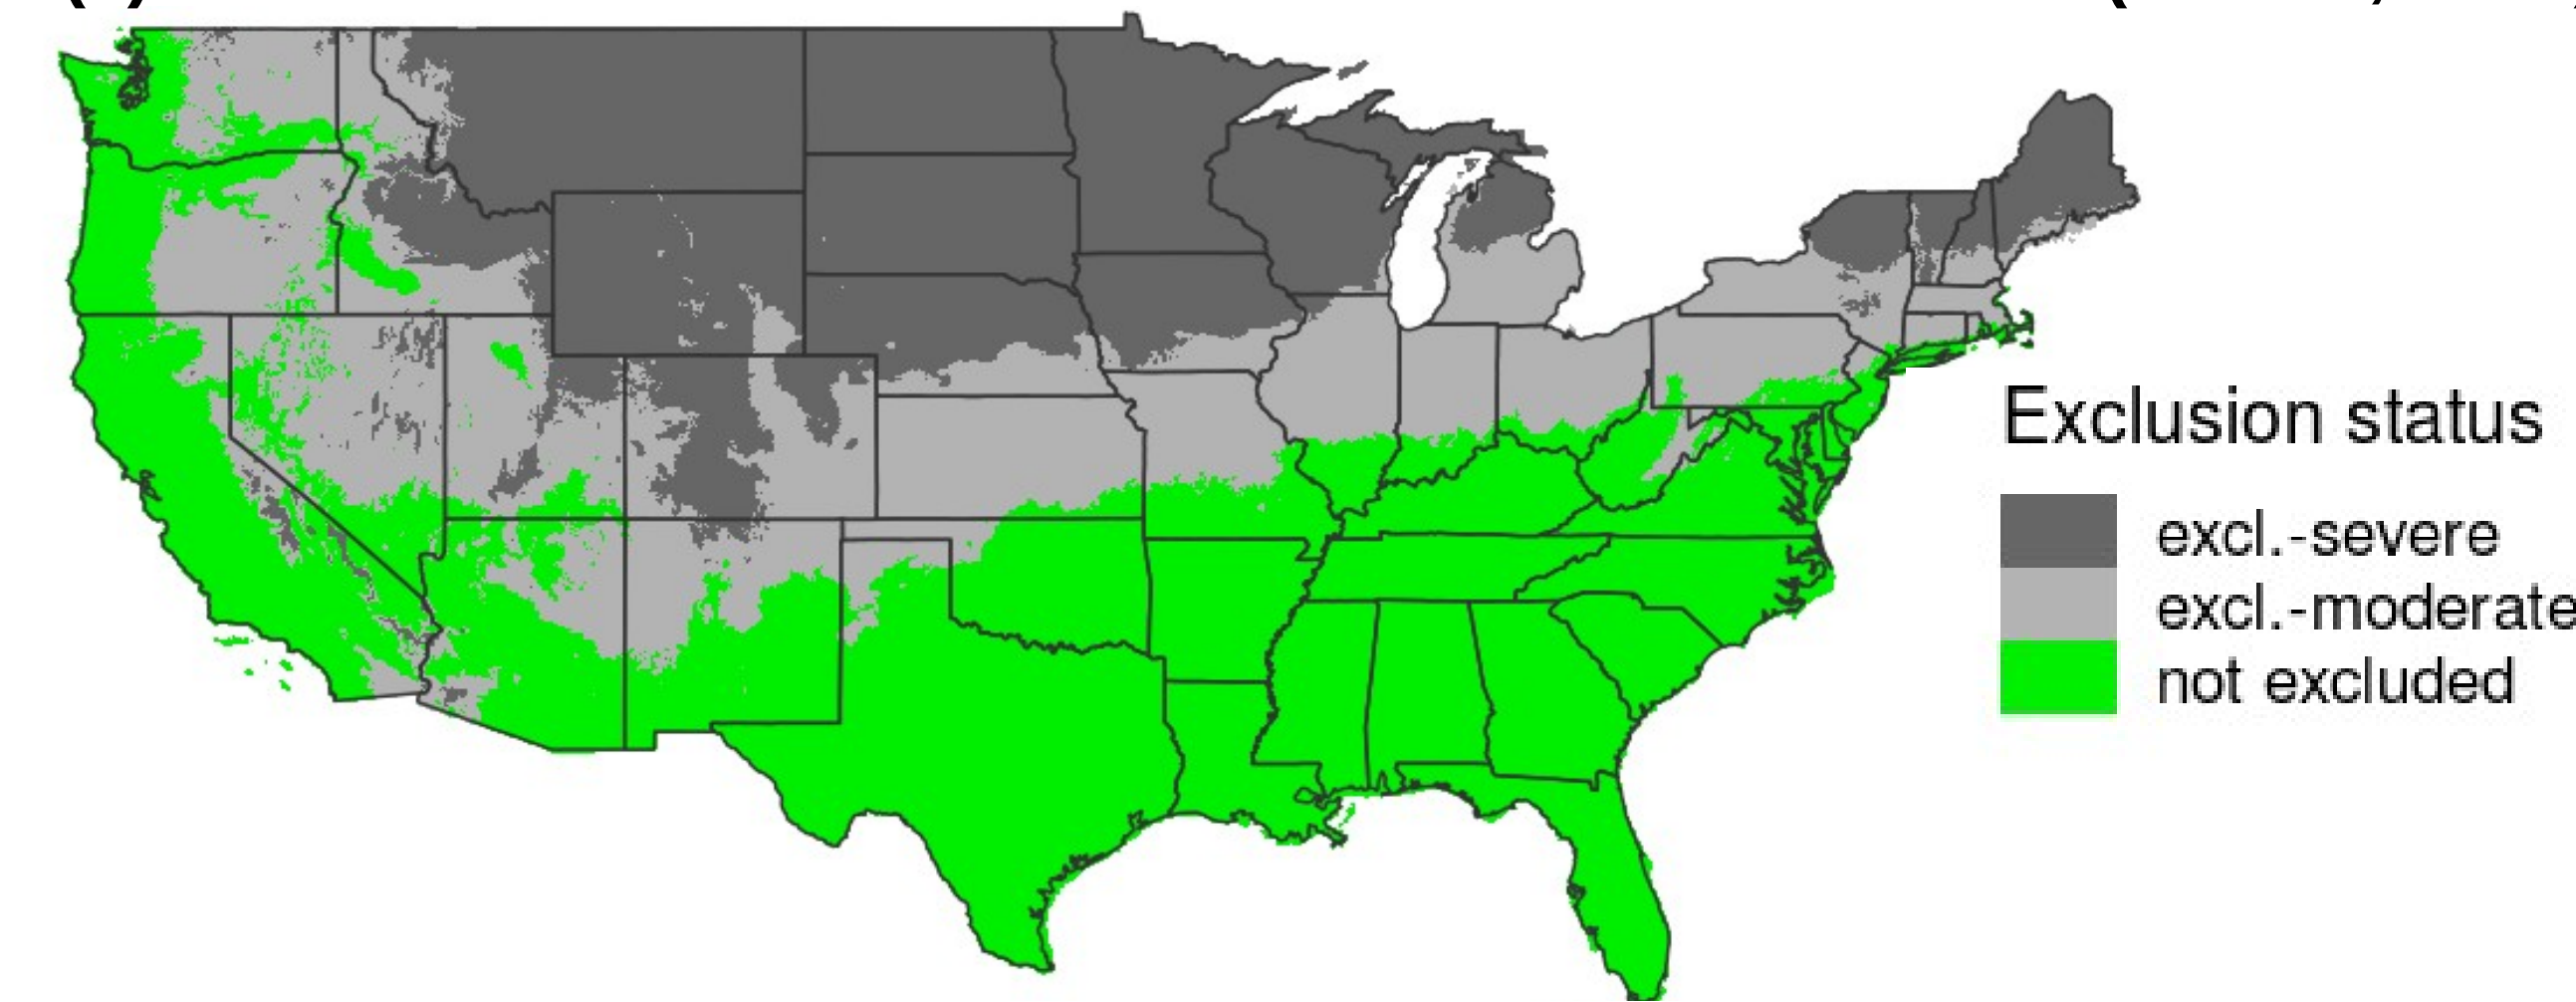 Exclusion status
excl.-severe
excl.-moderate
not excluded